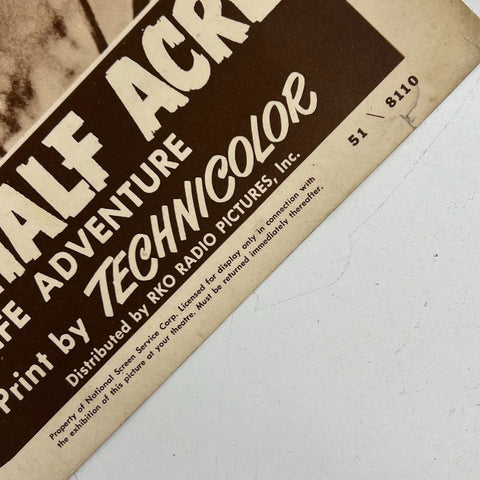 HALF ACRE
IFE ADVENTURE
Print by TECHNICOLOR
Distributed by RKO RADIO PICTURES, Inc.
Property of National Screen Service Corp. Licensed for display only in connection with
the exhibition of this picture at your theatre. Must be returned immediately thereafter.
51 \ 8110